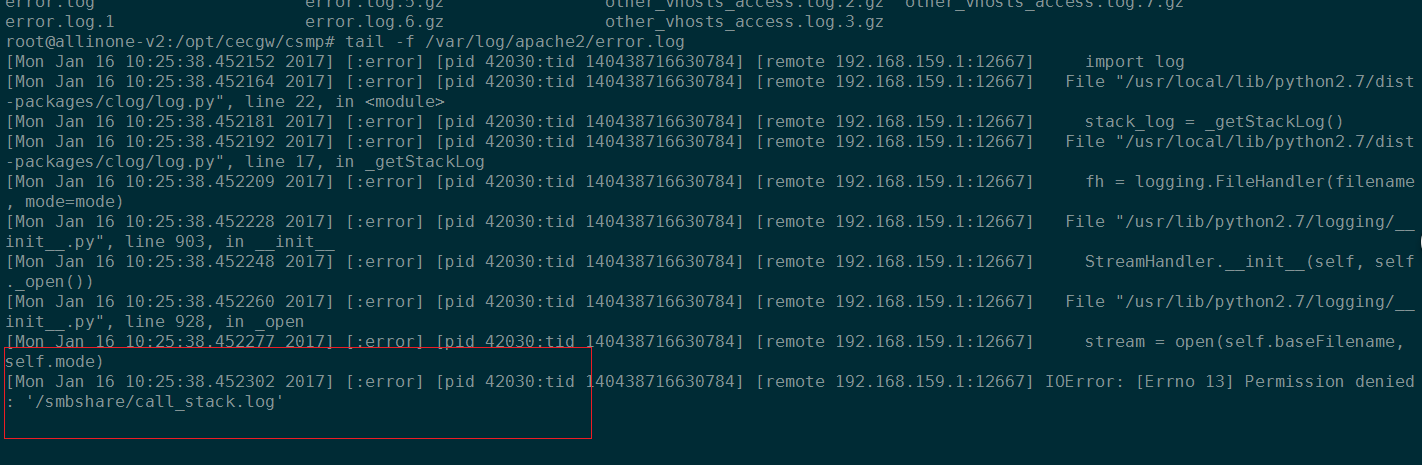 error.log                     error.log.5.gz                other_vhosts_access.log.2.gz  other_vhosts_access.log.7.gz
error.log.1                   error.log.6.gz                other_vhosts_access.log.3.gz
root@allinone-v2:/opt/cecgw/csmp# tail -f /var/log/apache2/error.log
[Mon Jan 16 10:25:38.452152 2017] [:error] [pid 42030:tid 140438716630784] [remote 192.168.159.1:12667]     import log
[Mon Jan 16 10:25:38.452164 2017] [:error] [pid 42030:tid 140438716630784] [remote 192.168.159.1:12667]   File "/usr/local/lib/python2.7/dist
-packages/clog/log.py", line 22, in <module>
[Mon Jan 16 10:25:38.452181 2017] [:error] [pid 42030:tid 140438716630784] [remote 192.168.159.1:12667]     stack_log = _getStackLog()
[Mon Jan 16 10:25:38.452192 2017] [:error] [pid 42030:tid 140438716630784] [remote 192.168.159.1:12667]   File "/usr/local/lib/python2.7/dist
-packages/clog/log.py", line 17, in _getStackLog
[Mon Jan 16 10:25:38.452209 2017] [:error] [pid 42030:tid 140438716630784] [remote 192.168.159.1:12667]     fh = logging.FileHandler(filename
, mode=mode)
[Mon Jan 16 10:25:38.452228 2017] [:error] [pid 42030:tid 140438716630784] [remote 192.168.159.1:12667]   File "/usr/lib/python2.7/logging/__
init__.py", line 903, in __init__
[Mon Jan 16 10:25:38.452248 2017] [:error] [pid 42030:tid 140438716630784] [remote 192.168.159.1:12667]     StreamHandler.__init__(self, self
._open())
[Mon Jan 16 10:25:38.452260 2017] [:error] [pid 42030:tid 140438716630784] [remote 192.168.159.1:12667]   File "/usr/lib/python2.7/logging/__
init__.py", line 928, in _open
[Mon Jan 16 10:25:38.452277 2017] [:error] [pid 42030:tid 140438716630784] [remote 192.168.159.1:12667]     stream = open(self.baseFilename,
self.mode)
[Mon Jan 16 10:25:38.452302 2017] [:error] [pid 42030:tid 140438716630784] [remote 192.168.159.1:12667] IOError: [Errno 13] Permission denied
: '/smbshare/call_stack.log'